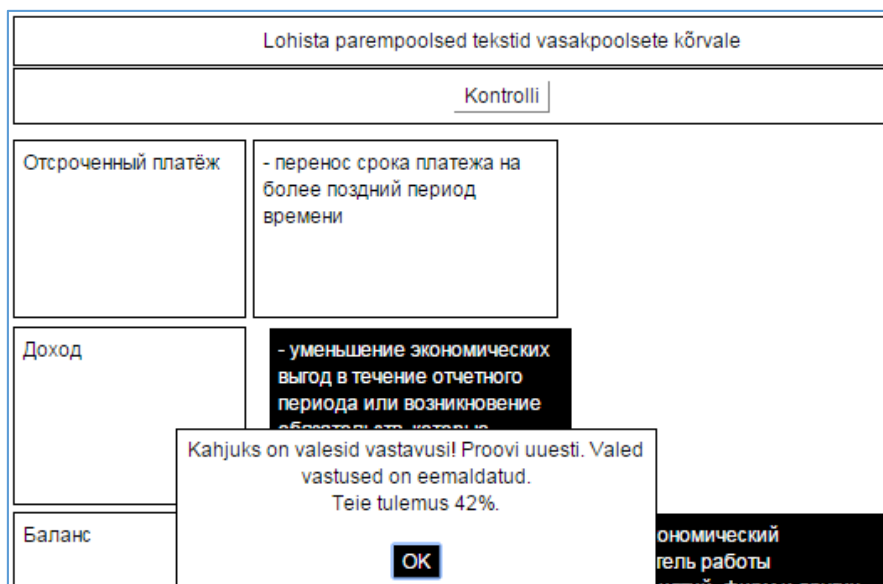 Lohista parempoolsed tekstid vasakpoolsete kõrvale
Kontrolli
Отсроченный платёж
- перенос срока платежа на
более поздний период
времени
Доход
- уменьшение экономических
выгод в течение отчетного
периода или возникновение
Kahjuks on valesid vastavusi! Proovi uuesti. Valed
vastused on eemaldatud.
Teie tulemus 42%.
OK
Баланс
работы